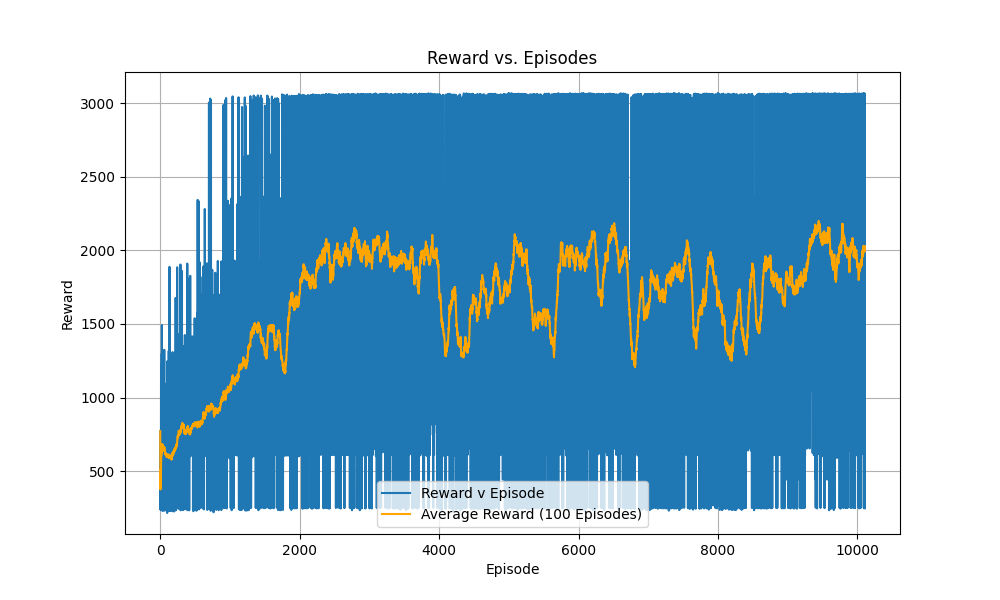 Reward vs. Episodes
3000
2500
2000
1500
1000
500
Reward
Reward v Episode
Average Reward (100 Episodes)
0 2000 4000 6000 8000 10000
Episode